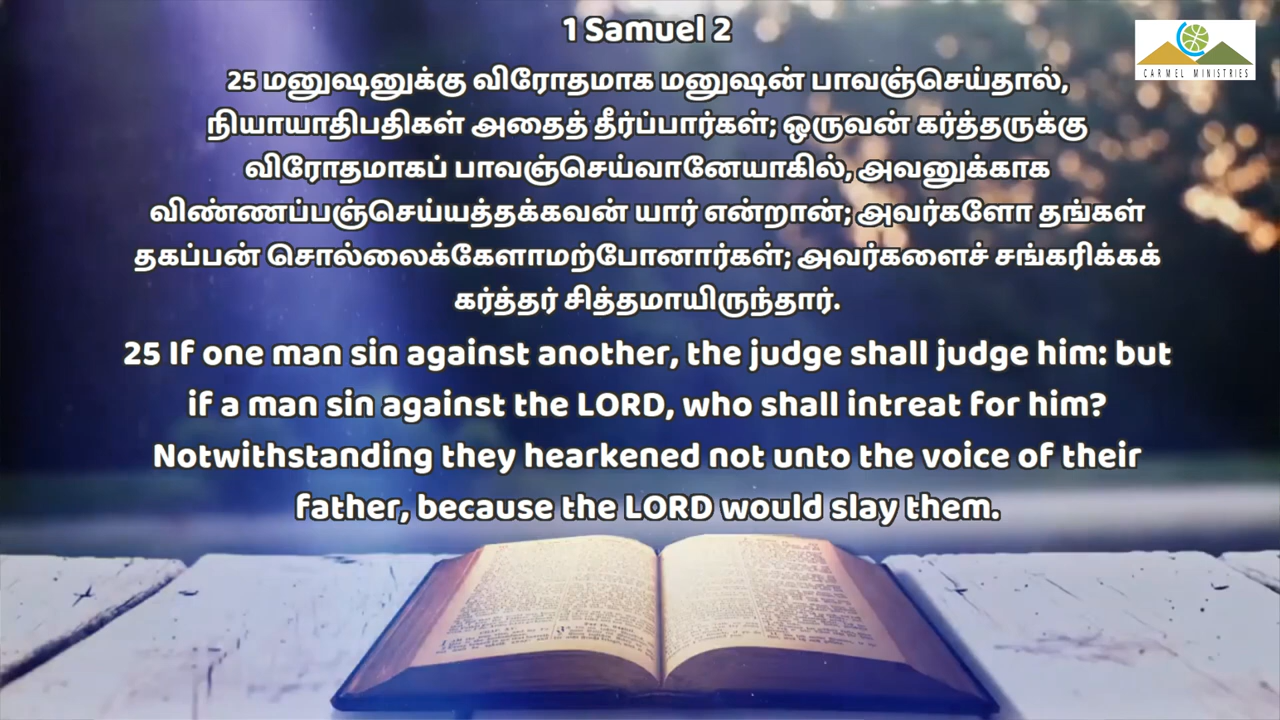 1 Samuel 2
CARMEL MINISTRIES
25 மனுஷனுக்கு விரோதமாக மனுஷன் பாவஞ்செய்தால்,
நியாயாதிபதிகள் அதைத் தீர்ப்பார்கள்; ஒருவன் கர்த்தருக்கு
விரோதமாகப் பாவஞ்செய்வானேயாகில், அவனுக்காக
விண்ணப்பஞ்செய்யத்தக்கவன் யார் என்றான்; அவர்களோ தங்கள்
தகப்பன் சொல்லைக்கேளாமற்போனார்கள்; அவர்களைச் சங்கரிக்கக்
கர்த்தர் சித்தமாயிருந்தார்.
25 If one man sin against another, the judge shall judge him: but
if a man sin against the LORD, who shall intreat for him?
Notwithstanding they hearkened not unto the voice of their
father, because the LORD would slay them.